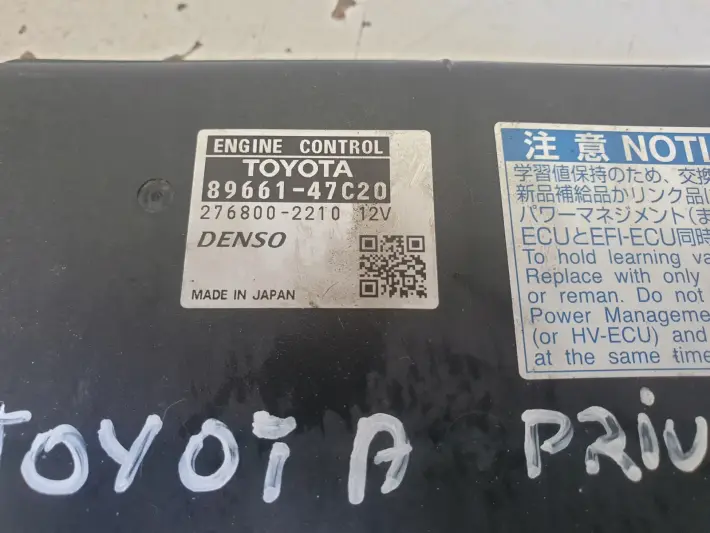 ENGINE CONTROL
TOYOTA
89661-47C20
276800-2210 12V
DENSO
MADE IN JAPAN
注意 NOTI
学習値保持のため、交換
新品補給品かリンク品に
パワーマネジメント（ま
ECUとEFI-ECU同時
To hold learning va
Replace with only
or reman. Do not
Power Manageme
(or HV-ECU) and
at the same time
TOYOTA PRIU